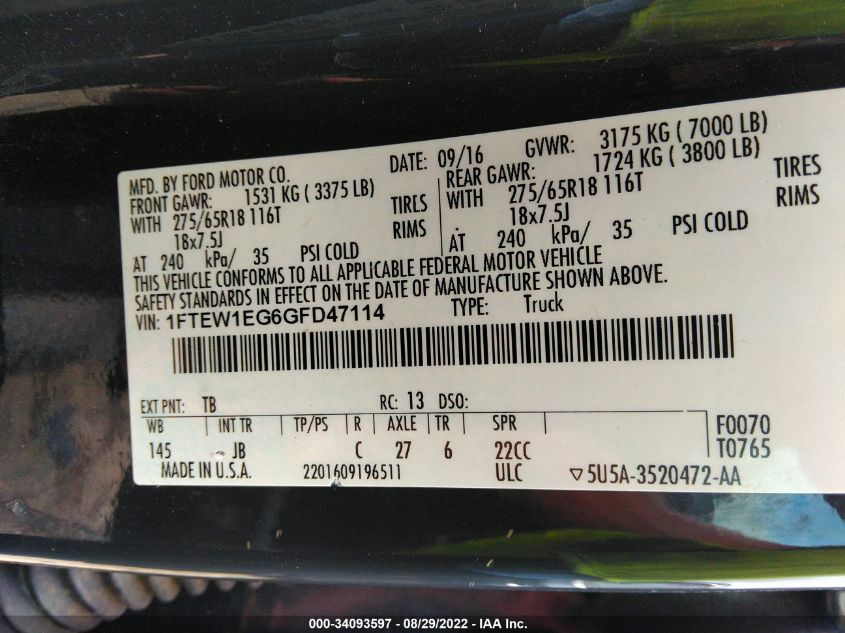 MFD. BY FORD MOTOR CO. DATE: 09/16 GVWR: 3175 KG ( 7000 LB)
FRONT GAWR: 1531 KG ( 3375 LB) REAR GAWR: 1724 KG ( 3800 LB)
WITH 275/65R18 116T TIRES WITH 275/65R18 116T TIRES
18x7.5J RIMS 18x7.5J RIMS
AT 240 kPa/ 35 PSI COLD AT 240 kPa/ 35 PSI COLD
THIS VEHICLE CONFORMS TO ALL APPLICABLE FEDERAL MOTOR VEHICLE
SAFETY STANDARDS IN EFFECT ON THE DATE OF MANUFACTURE SHOWN ABOVE.
VIN: 1FTEW1EG6GFD47114 TYPE: Truck
EXT PNT: TB RC: 13 DSO:
WB INT TR TP/PS R AXLE TR SPR F0070
145 JB C 27 6 22CC T0765
MADE IN U.S.A. 2201609196511 ULC ▽5U5A-3520472-AA
000-34093597 - 08/29/2022 - IAA Inc.